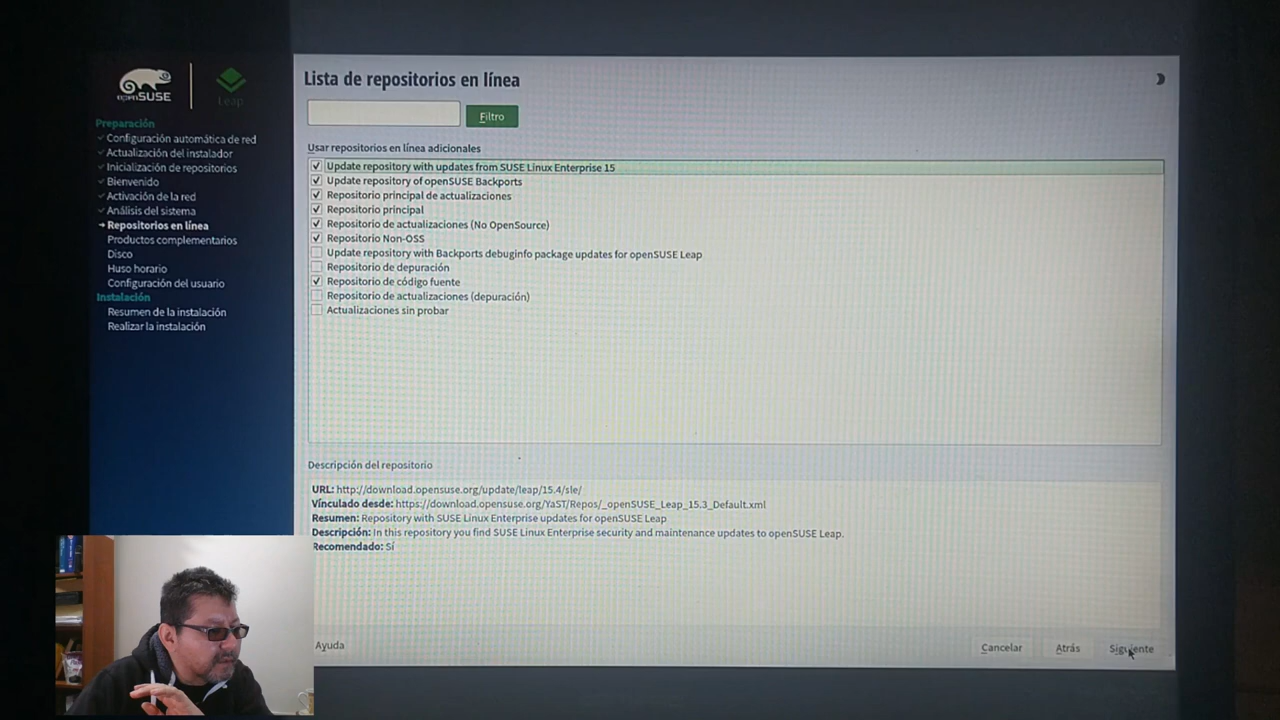 openSUSE
Leap
Preparación
Configuración automática de red
Actualización del instalador
Inicialización de repositorios
Bienvenido
Activación de la red
Análisis del sistema
Repositorios en línea
Productos complementarios
Disco
Huso horario
Configuración del usuario
Instalación
Resumen de la instalación
Realizar la instalación
Lista de repositorios en línea
Filtro
Usar repositorios en línea adicionales
Update repository with updates from SUSE Linux Enterprise 15
Update repository of openSUSE Backports
Repositorio principal de actualizaciones
Repositorio principal
Repositorio de actualizaciones (No OpenSource)
Repositorio Non-OSS
Update repository with Backports debuginfo package updates for openSUSE Leap
Repositorio de depuración
Repositorio de código fuente
Repositorio de actualizaciones (depuración)
Actualizaciones sin probar
Descripción del repositorio
URL: http://download.opensuse.org/update/leap/15.4/sle/
Vinculado desde: https://download.opensuse.org/YaST/Repos/_openSUSE_Leap_15.3_Default.xml
Resumen: Repository with SUSE Linux Enterprise updates for openSUSE Leap
Descripción: In this repository you find SUSE Linux Enterprise security and maintenance updates to openSUSE Leap.
Recomendado: Sí
Ayuda
Cancelar
Atrás
Siguiente